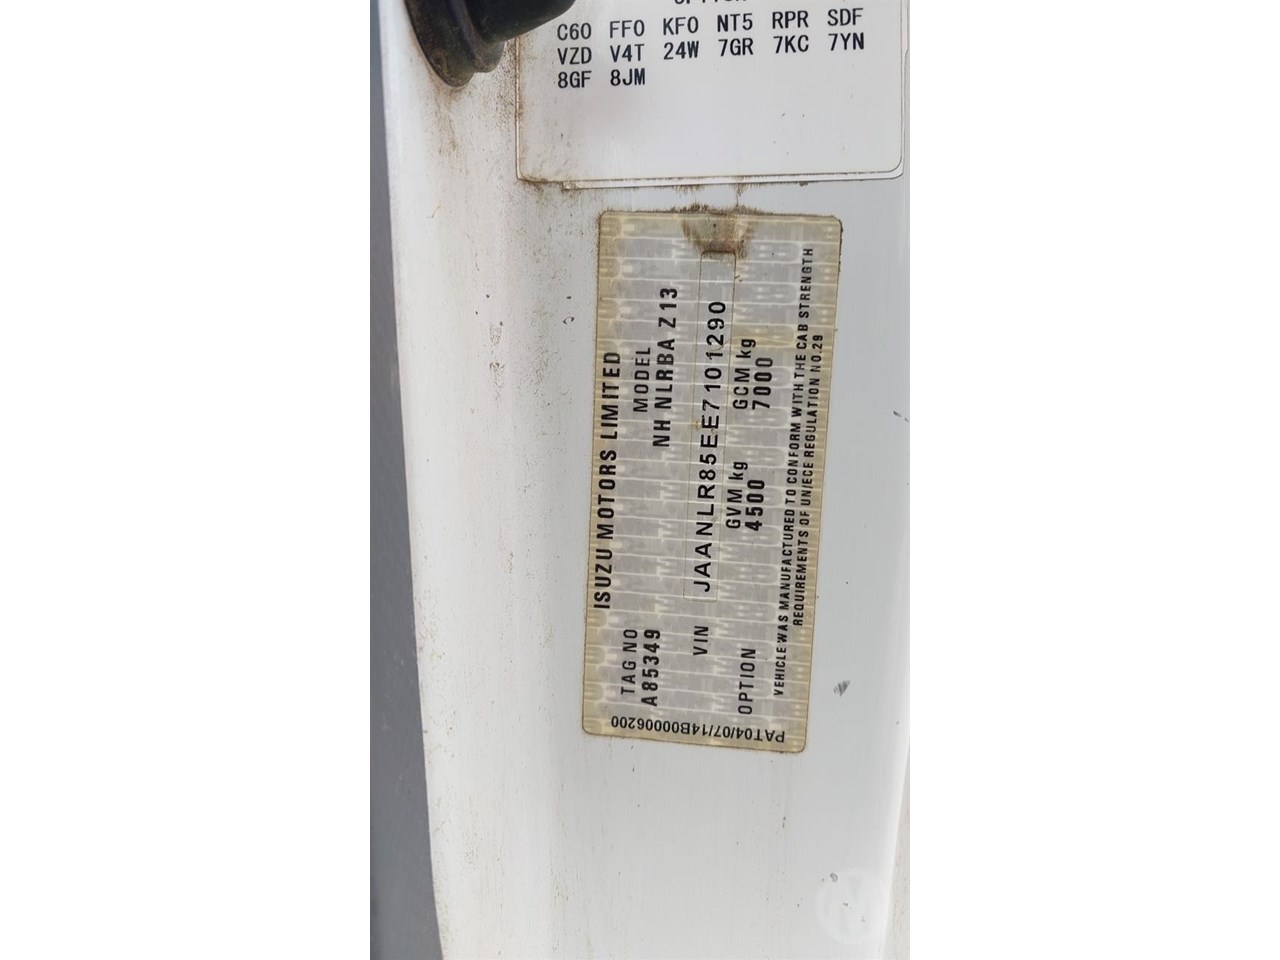 C60 FF0 KF0 NT5 RPR SDF
VZD V4T 24W 7GR 7KC 7YN
8GF 8JM
ISUZU MOTORS LIMITED
TAG NO MODEL
A85349 NH NLRBA Z 13
VIN JAANLR85EE7101290
OPTION GVM kg GCM kg
4500 7000
VEHICLE WAS MANUFACTURED TO CONFORM WITH THE CAB STRENGTH
REQUIREMENTS OF UN/ECE REGULATION NO.29
PAT04/07/14B00006200